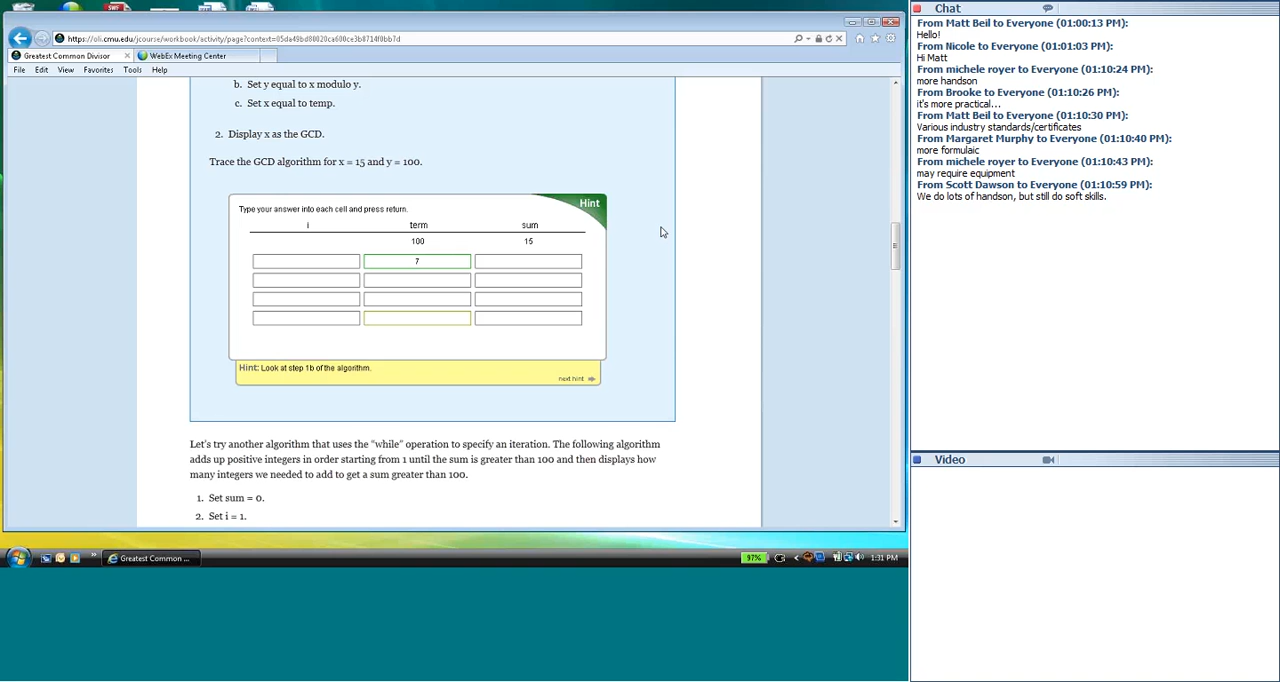 https://oli.cmu.edu/jcourse/workbook/activity/page?context=05da49bd80020ca600ce3b8714f0bb7d
Greatest Common Divisor
WebEx Meeting Center
File Edit View Favorites Tools Help
b. Set y equal to x modulo y.
c. Set x equal to temp.
2. Display x as the GCD.
Trace the GCD algorithm for x = 15 and y = 100.
Hint
Type your answer into each cell and press return.
i term sum
100 15
7
Hint: Look at step 1b of the algorithm.
next hint
Let's try another algorithm that uses the “while” operation to specify an iteration. The following algorithm
adds up positive integers in order starting from 1 until the sum is greater than 100 and then displays how
many integers we needed to add to get a sum greater than 100.
1. Set sum = 0.
2. Set i = 1.
Greatest Common ...
97%
1:31 PM
Chat
From Matt Beil to Everyone (01:00:13 PM):
Hello!
From Nicole to Everyone (01:01:03 PM):
Hi Matt
From michele royer to Everyone (01:10:24 PM):
more handson
From Brooke to Everyone (01:10:26 PM):
it's more practical...
From Matt Beil to Everyone (01:10:30 PM):
Various industry standards/certificates
From Margaret Murphy to Everyone (01:10:40 PM):
more formulaic
From michele royer to Everyone (01:10:43 PM):
may require equipment
From Scott Dawson to Everyone (01:10:59 PM):
We do lots of handson, but still do soft skills.
Video